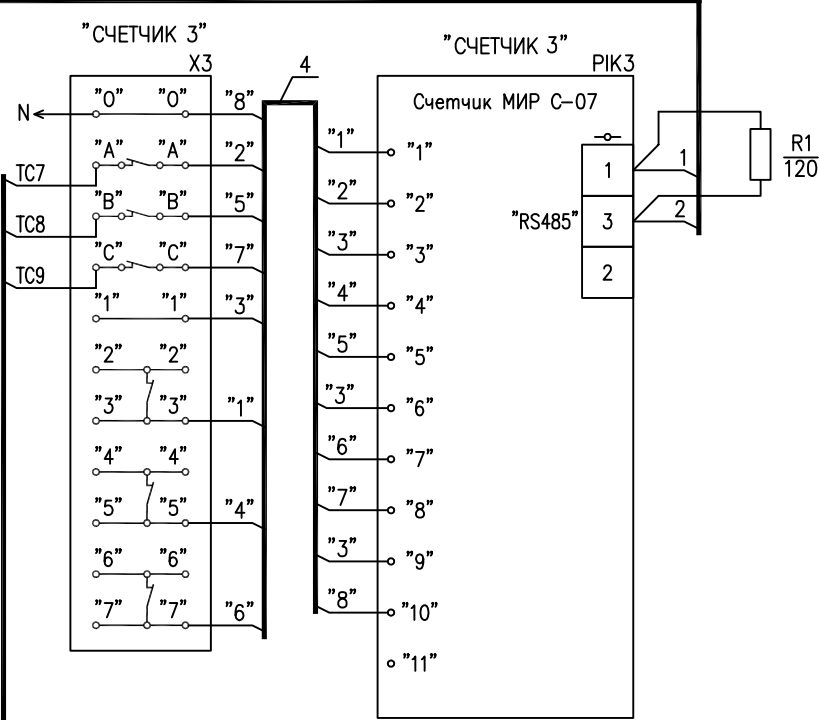 "СЧЕТЧИК 3"
X3
4
"СЧЕТЧИК 3"
PIK3
Счетчик МИР С-07
N
"0" "0" "8"
TC7
"A" "A" "2"
TC8
"B" "B" "5"
TC9
"C" "C" "7"
"1" "1" "3"
"2" "2"
"3" "3" "1"
"4" "4"
"5" "5" "4"
"6" "6"
"7" "7" "6"
"1" "1"
"2" "2"
"3" "3"
"4" "4"
"5" "5"
"3" "6"
"6" "7"
"7" "8"
"3" "9"
"8" "10"
"11"
"RS485"
1
3
2
1
2
R1
120